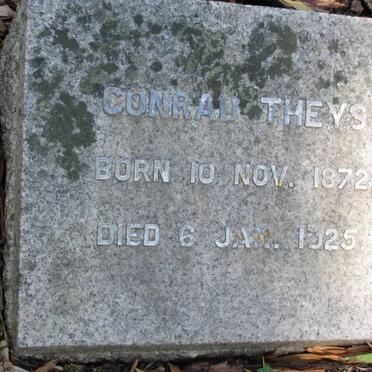 CONRAD THEYS
BORN 10 NOV. 1872
DIED 6 JAN. 1925